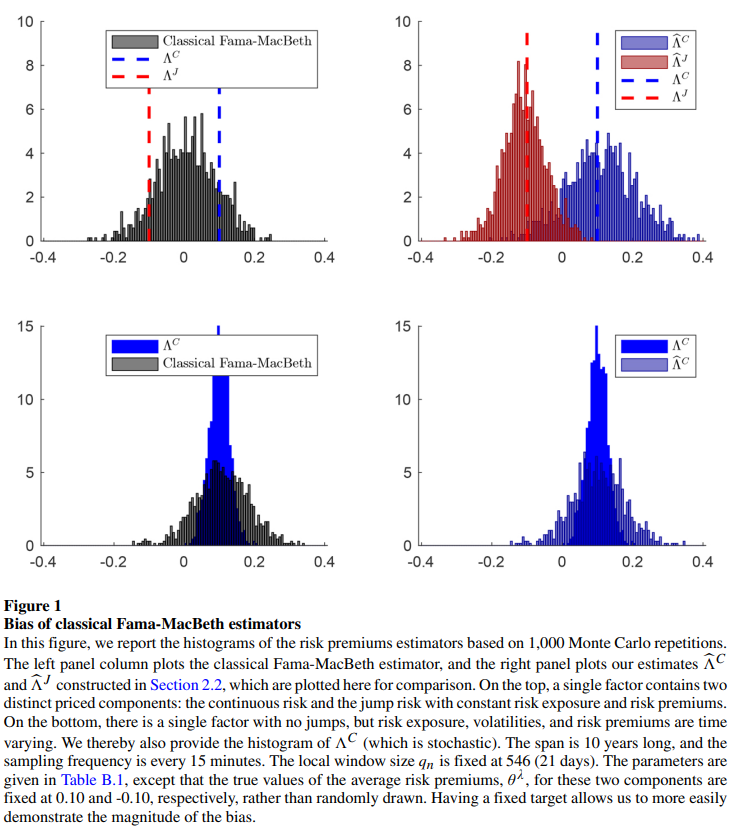 10
8
6
4
2
0
-0.4
-0.2
0
0.2
0.4
Classical Fama-MacBeth
Λ^C
Λ^J
10
8
6
4
2
0
-0.4
-0.2
0
0.2
0.4
Λ̂^C
Λ̂^J
Λ^C
Λ^J
15
10
5
0
-0.4
-0.2
0
0.2
0.4
Λ^C
Classical Fama-MacBeth
15
10
5
0
-0.4
-0.2
0
0.2
0.4
Λ^C
Λ̂^C
Figure 1
Bias of classical Fama-MacBeth estimators
In this figure, we report the histograms of the risk premiums estimators based on 1,000 Monte Carlo repetitions.
The left panel column plots the classical Fama-MacBeth estimator, and the right panel plots our estimates Λ̂^C
and Λ̂^J constructed in Section 2.2, which are plotted here for comparison. On the top, a single factor contains two
distinct priced components: the continuous risk and the jump risk with constant risk exposure and risk premiums.
On the bottom, there is a single factor with no jumps, but risk exposure, volatilities, and risk premiums are time
varying. We thereby also provide the histogram of Λ^C (which is stochastic). The span is 10 years long, and the
sampling frequency is every 15 minutes. The local window size q_n is fixed at 546 (21 days). The parameters are
given in Table B.1, except that the true values of the average risk premiums, θ^λ, for these two components are
fixed at 0.10 and -0.10, respectively, rather than randomly drawn. Having a fixed target allows us to more easily
demonstrate the magnitude of the bias.